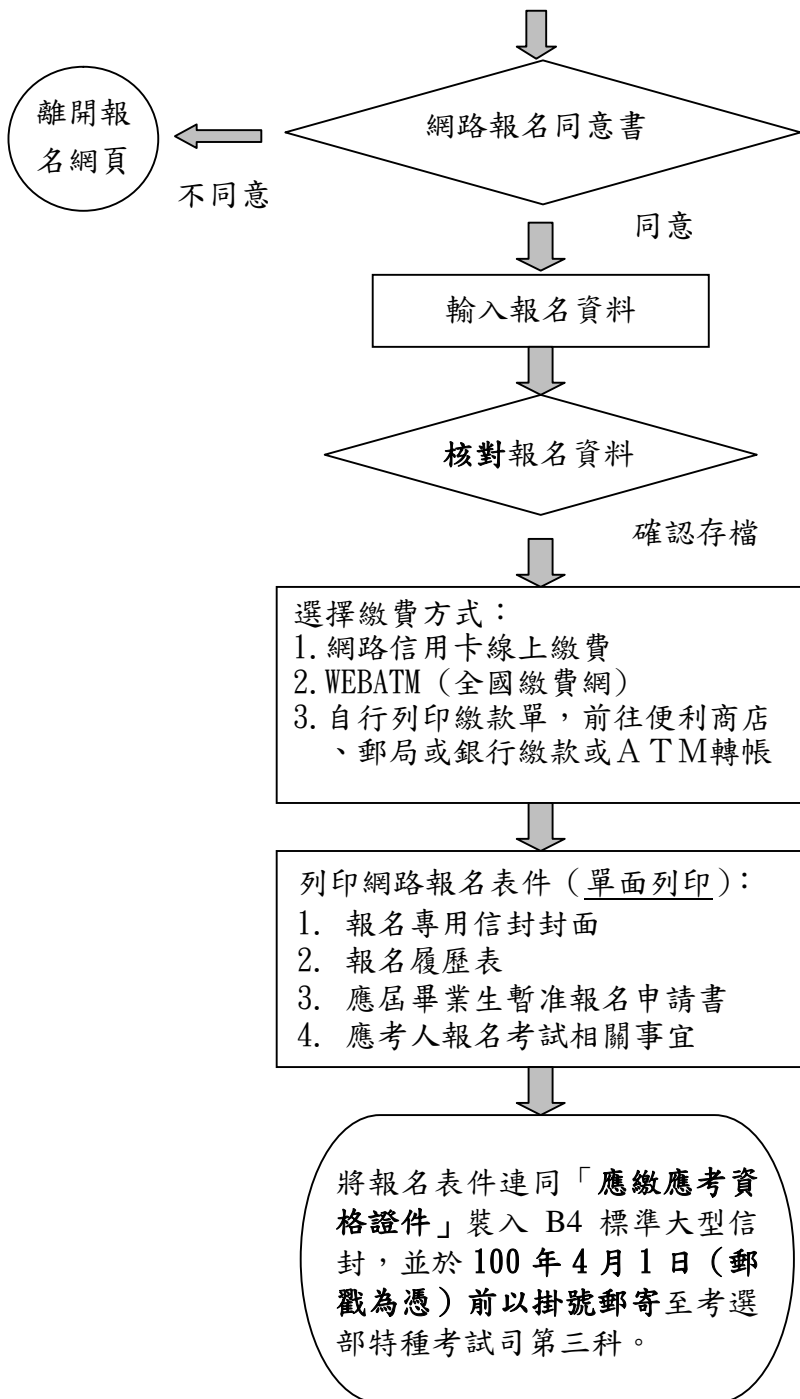 網路報名同意書
離開報
名網頁
不同意
同意
輸入報名資料
核對報名資料
確認存檔
選擇繳費方式：
1.網路信用卡線上繳費
2.WEBATM（全國繳費網）
3.自行列印繳款單，前往便利商店
、郵局或銀行繳款或ＡＴＭ轉帳
列印網路報名表件（單面列印）：
1. 報名專用信封封面
2. 報名履歷表
3. 應屆畢業生暫准報名申請書
4. 應考人報名考試相關事宜
將報名表件連同「應繳應考資
格證件」裝入 B4 標準大型信
封，並於 100 年 4 月 1 日（郵
戳為憑）前以掛號郵寄至考選
部特種考試司第三科。